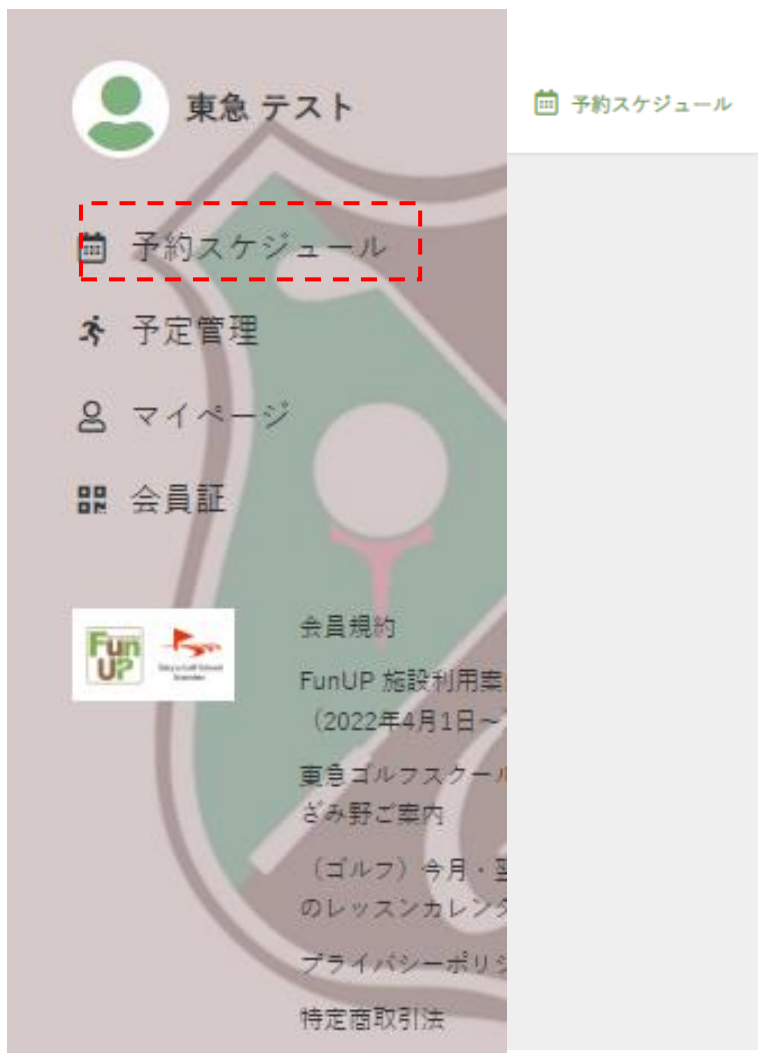 東急 テスト
予約スケジュール
予約スケジュール
予定管理
マイページ
会員証
Fun
UP
会員規約
FunUP 施設利用案
（2022年4月1日～
東急ゴルフスクール
ざみ野ご案内
（ゴルフ）今月・翌
のレッスンカレンダ
プライバシーポリシ
特定商取引法